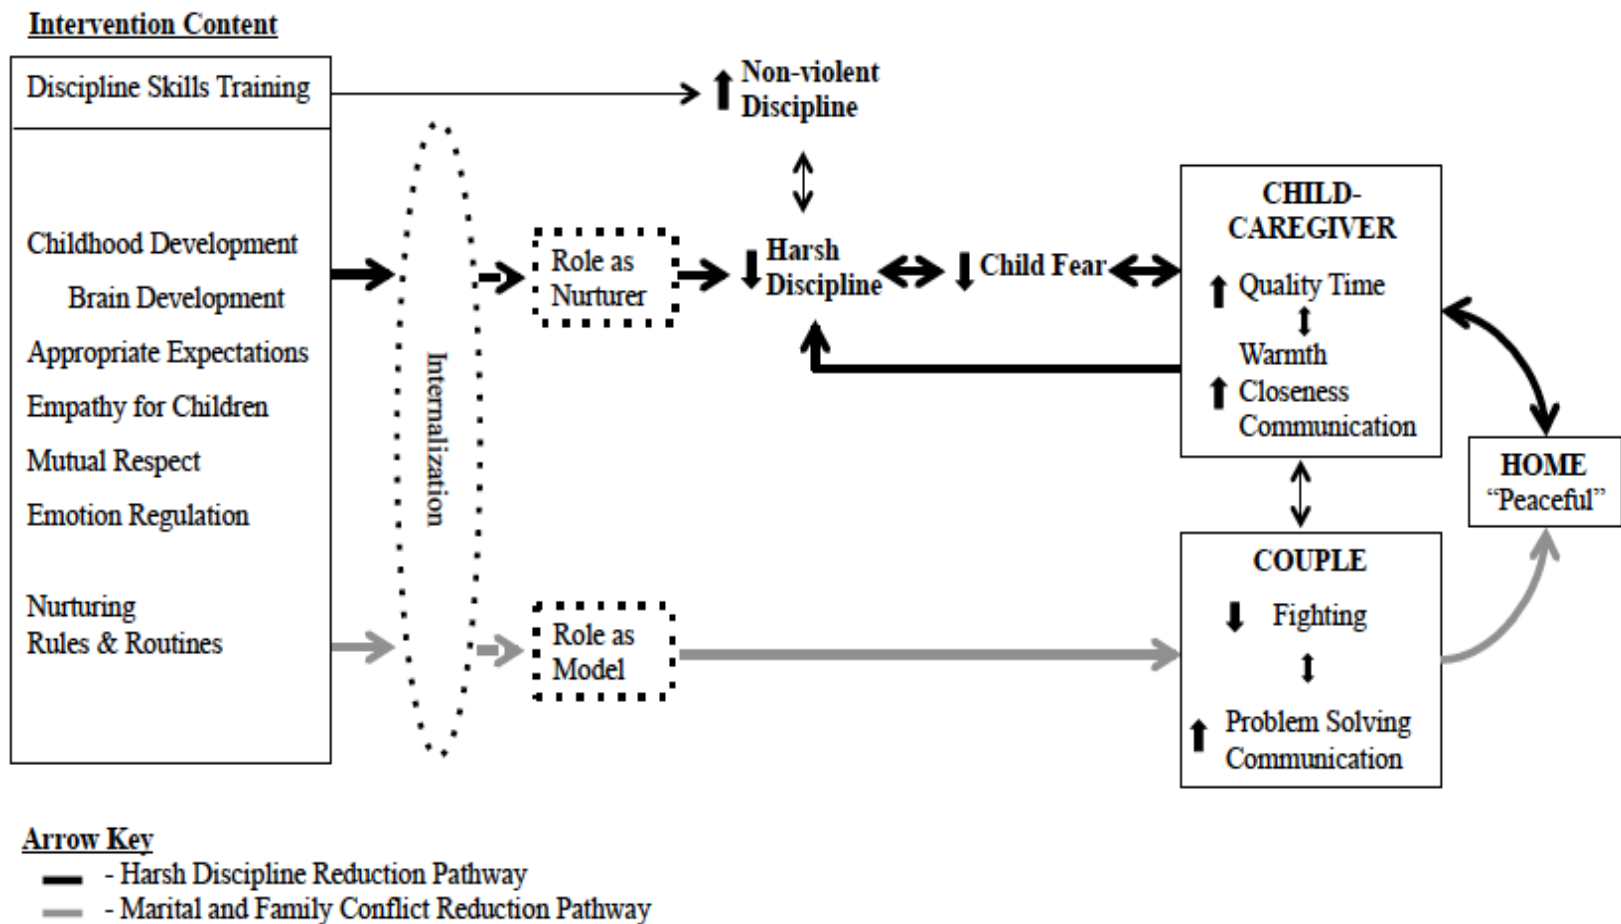 Intervention Content
Discipline Skills Training
Childhood Development
Brain Development
Appropriate Expectations
Empathy for Children
Mutual Respect
Emotion Regulation
Nurturing
Rules & Routines
Internalization
Role as
Nurturer
Role as
Model
Non-violent
Discipline
Harsh
Discipline
Child Fear
CHILD-
CAREGIVER
Quality Time
Warmth
Closeness
Communication
COUPLE
Fighting
Problem Solving
Communication
HOME
“Peaceful”
Arrow Key
- Harsh Discipline Reduction Pathway
- Marital and Family Conflict Reduction Pathway